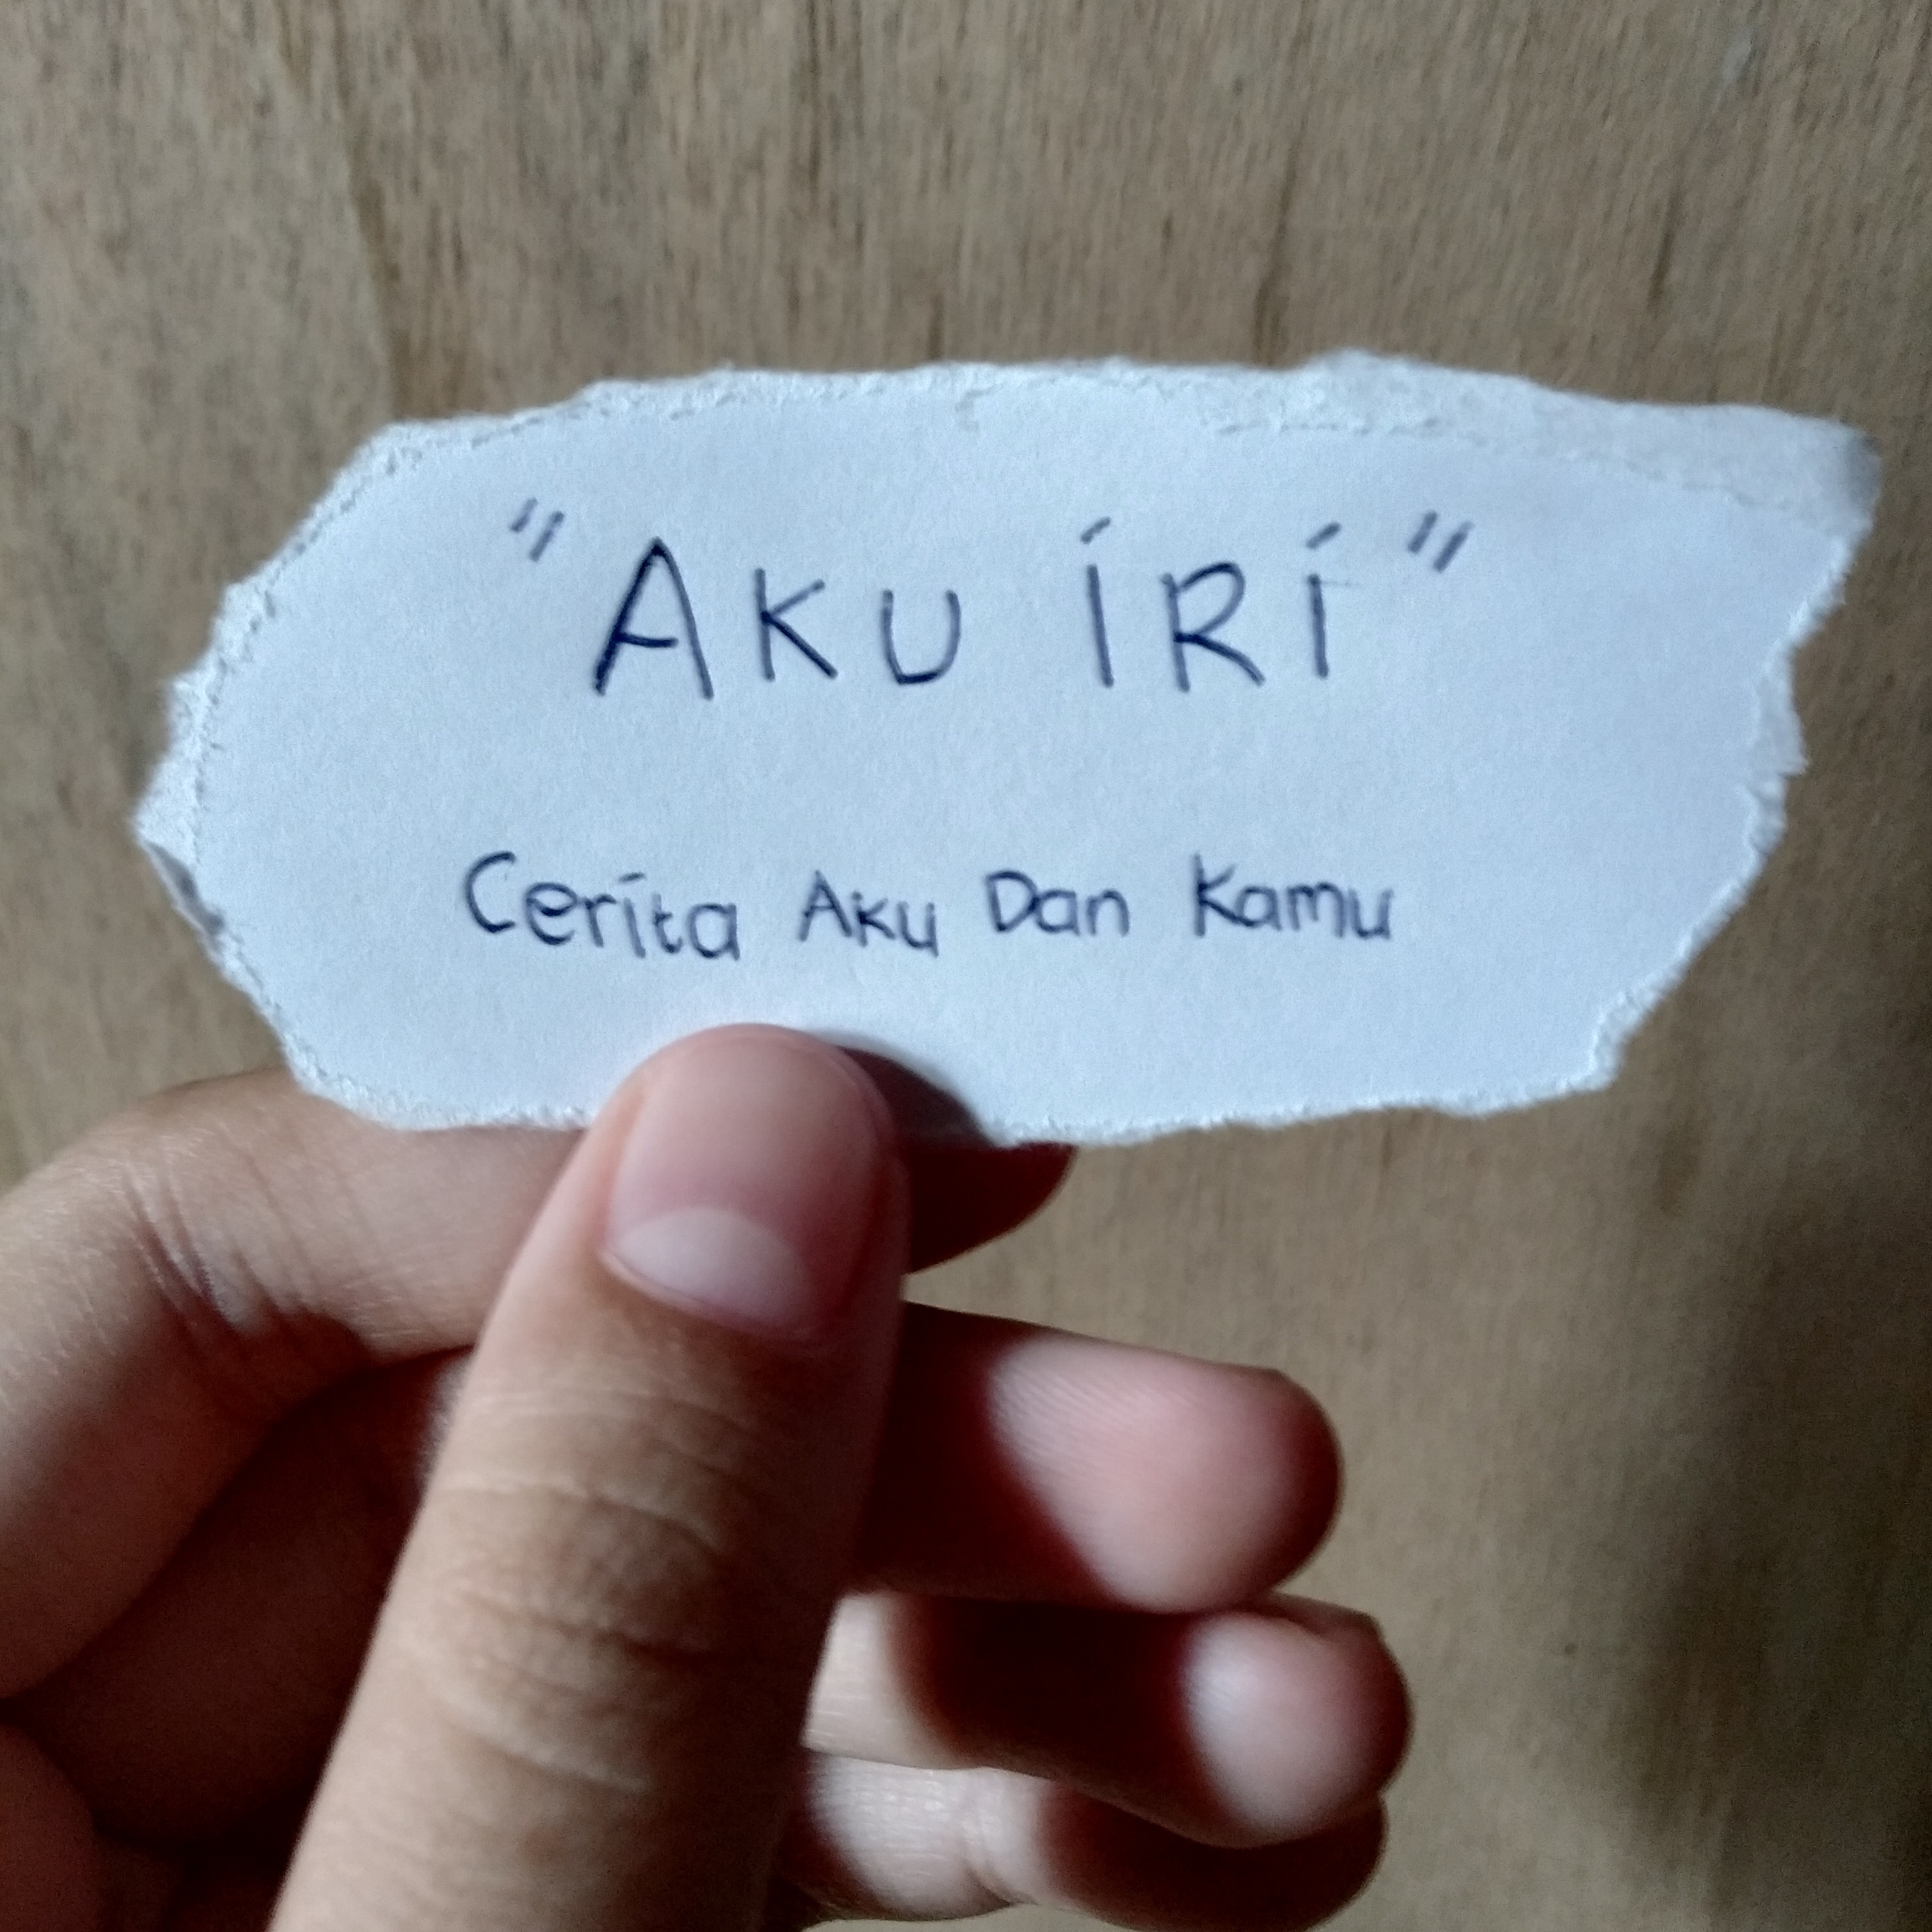 "AKU iRi"
Cerita Aku Dan Kamu